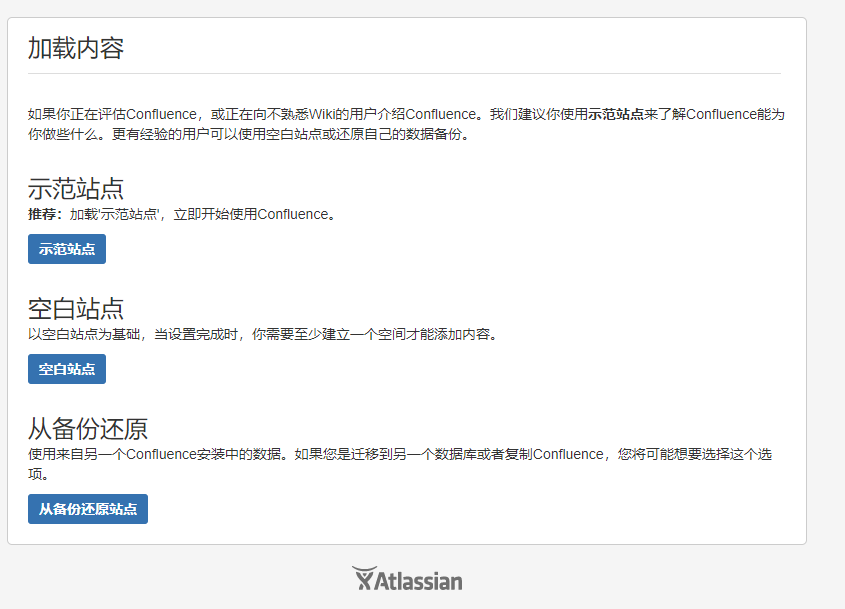 加载内容
如果你正在评估Confluence，或正在向不熟悉Wiki的用户介绍Confluence。我们建议你使用示范站点来了解Confluence能为
你做些什么。更有经验的用户可以使用空白站点或还原自己的数据备份。
示范站点
推荐：加载'示范站点'，立即开始使用Confluence。
示范站点
空白站点
以空白站点为基础，当设置完成时，你需要至少建立一个空间才能添加内容。
空白站点
从备份还原
使用来自另一个Confluence安装中的数据。如果您是迁移到另一个数据库或者复制Confluence，您将可能想要选择这个选
项。
从备份还原站点
Atlassian